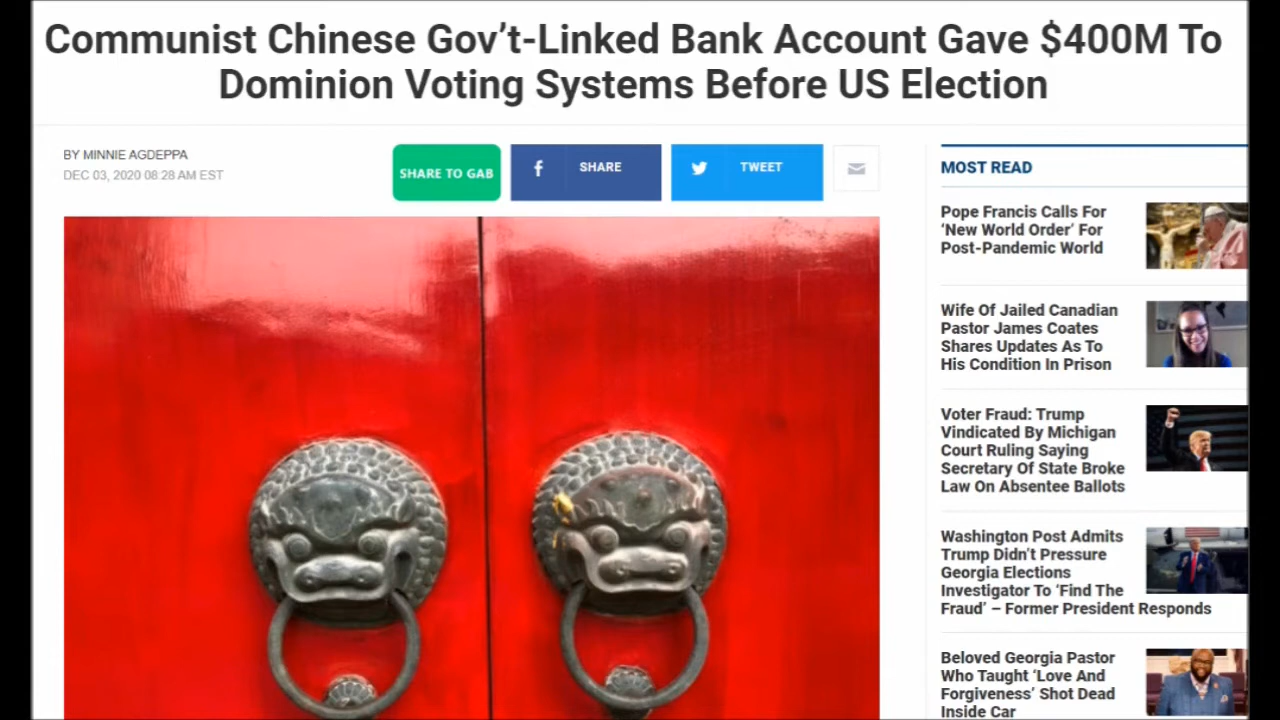 Communist Chinese Gov’t-Linked Bank Account Gave $400M To
Dominion Voting Systems Before US Election
BY MINNIE AGDEPPA
DEC 03, 2020 08:28 AM EST
SHARE TO GAB
f SHARE
TWEET
MOST READ
Pope Francis Calls For
‘New World Order’ For
Post-Pandemic World
Wife Of Jailed Canadian
Pastor James Coates
Shares Updates As To
His Condition In Prison
Voter Fraud: Trump
Vindicated By Michigan
Court Ruling Saying
Secretary Of State Broke
Law On Absentee Ballots
Washington Post Admits
Trump Didn’t Pressure
Georgia Elections
Investigator To ‘Find The
Fraud’ – Former President Responds
Beloved Georgia Pastor
Who Taught ‘Love And
Forgiveness’ Shot Dead
Inside Car